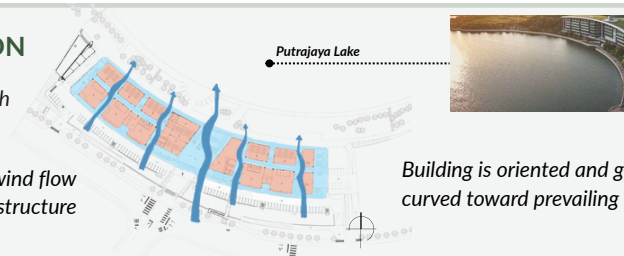 ON
Putrajaya Lake
h
wind flow
structure
Building is oriented and g
curved toward prevailing